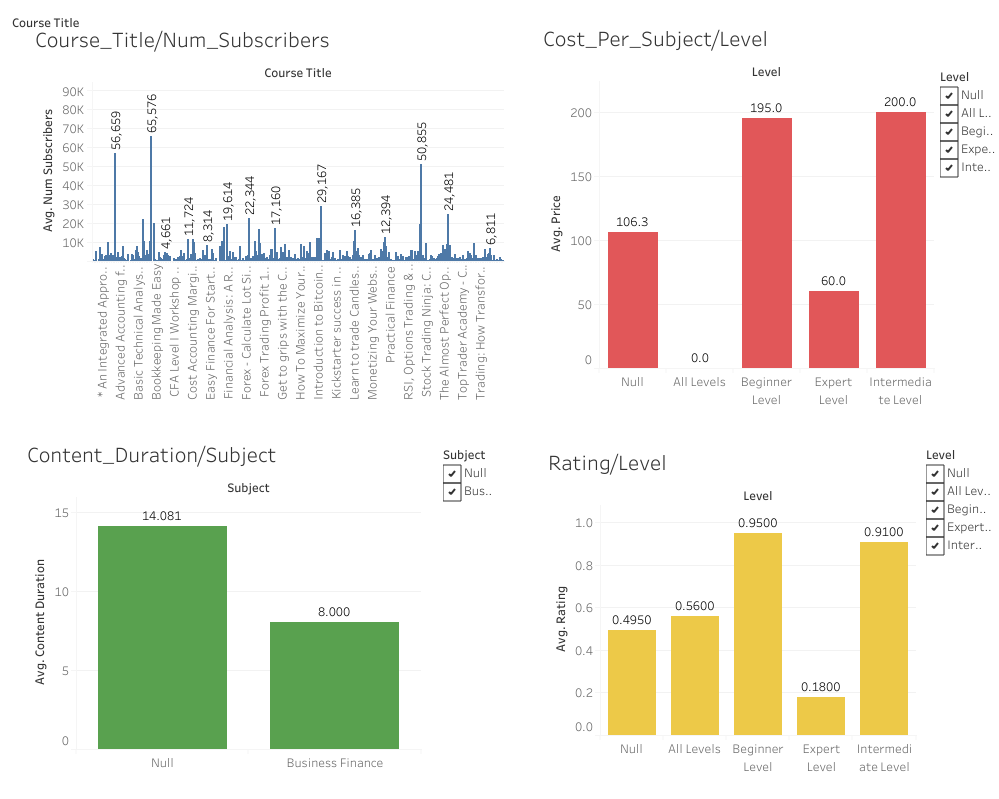 Course Title
Course_Title/Num_Subscribers
Course Title
Avg. Num Subscribers
90K
80K
70K
60K
50K
40K
30K
20K
10K
56,659
65,576
4,661
11,724
8,314
19,614
22,344
17,160
29,167
16,385
12,394
50,855
24,481
6,811
* An Integrated Appro..
Advanced Accounting f..
Basic Technical Analys..
Bookkeeping Made Easy
CFA Level I Workshop ..
Cost Accounting Margi..
Easy Finance For Start..
Financial Analysis: A R..
Forex - Calculate Lot Si..
Forex Trading Profit 1..
Get to grips with the C..
How To Maximize Your..
Introduction to Bitcoin..
Kickstarter success in ..
Learn to trade Candles..
Monetizing Your Webs..
Practical Finance
RSI, Options Trading & ..
Stock Trading Ninja: C..
The Almost Perfect Op..
TopTrader Academy - C..
Trading: How Transfor..
Cost_Per_Subject/Level
Level
Avg. Price
200
150
100
50
0
106.3
0.0
195.0
60.0
200.0
Null
All Levels
Beginner
Level
Expert
Level
Intermedia
te Level
Level
Null
All L..
Begi..
Expe..
Inte..
Content_Duration/Subject
Subject
Avg. Content Duration
15
10
5
0
14.081
8.000
Null
Business Finance
Subject
Null
Bus..
Rating/Level
Level
Avg. Rating
1.0
0.8
0.6
0.4
0.2
0.0
0.4950
0.5600
0.9500
0.1800
0.9100
Null
All Levels
Beginner
Level
Expert
Level
Intermedi
ate Level
Level
Null
All Lev..
Begin..
Expert..
Inter..